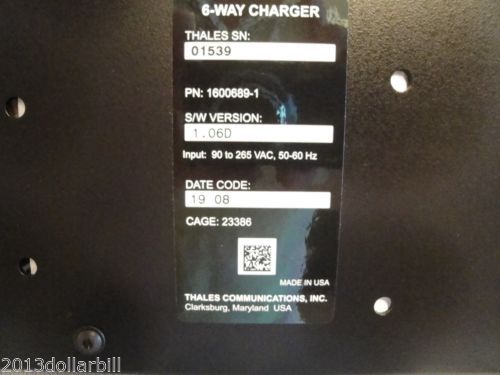 6-WAY CHARGER
THALES SN:
01539
PN: 1600689-1
S/W VERSION:
1.06D
Input: 90 to 265 VAC, 50-60 Hz
DATE CODE:
19 08
CAGE: 23386
MADE IN USA
THALES COMMUNICATIONS, INC.
Clarksburg, Maryland USA
2013dollarbill
2013dollarbill